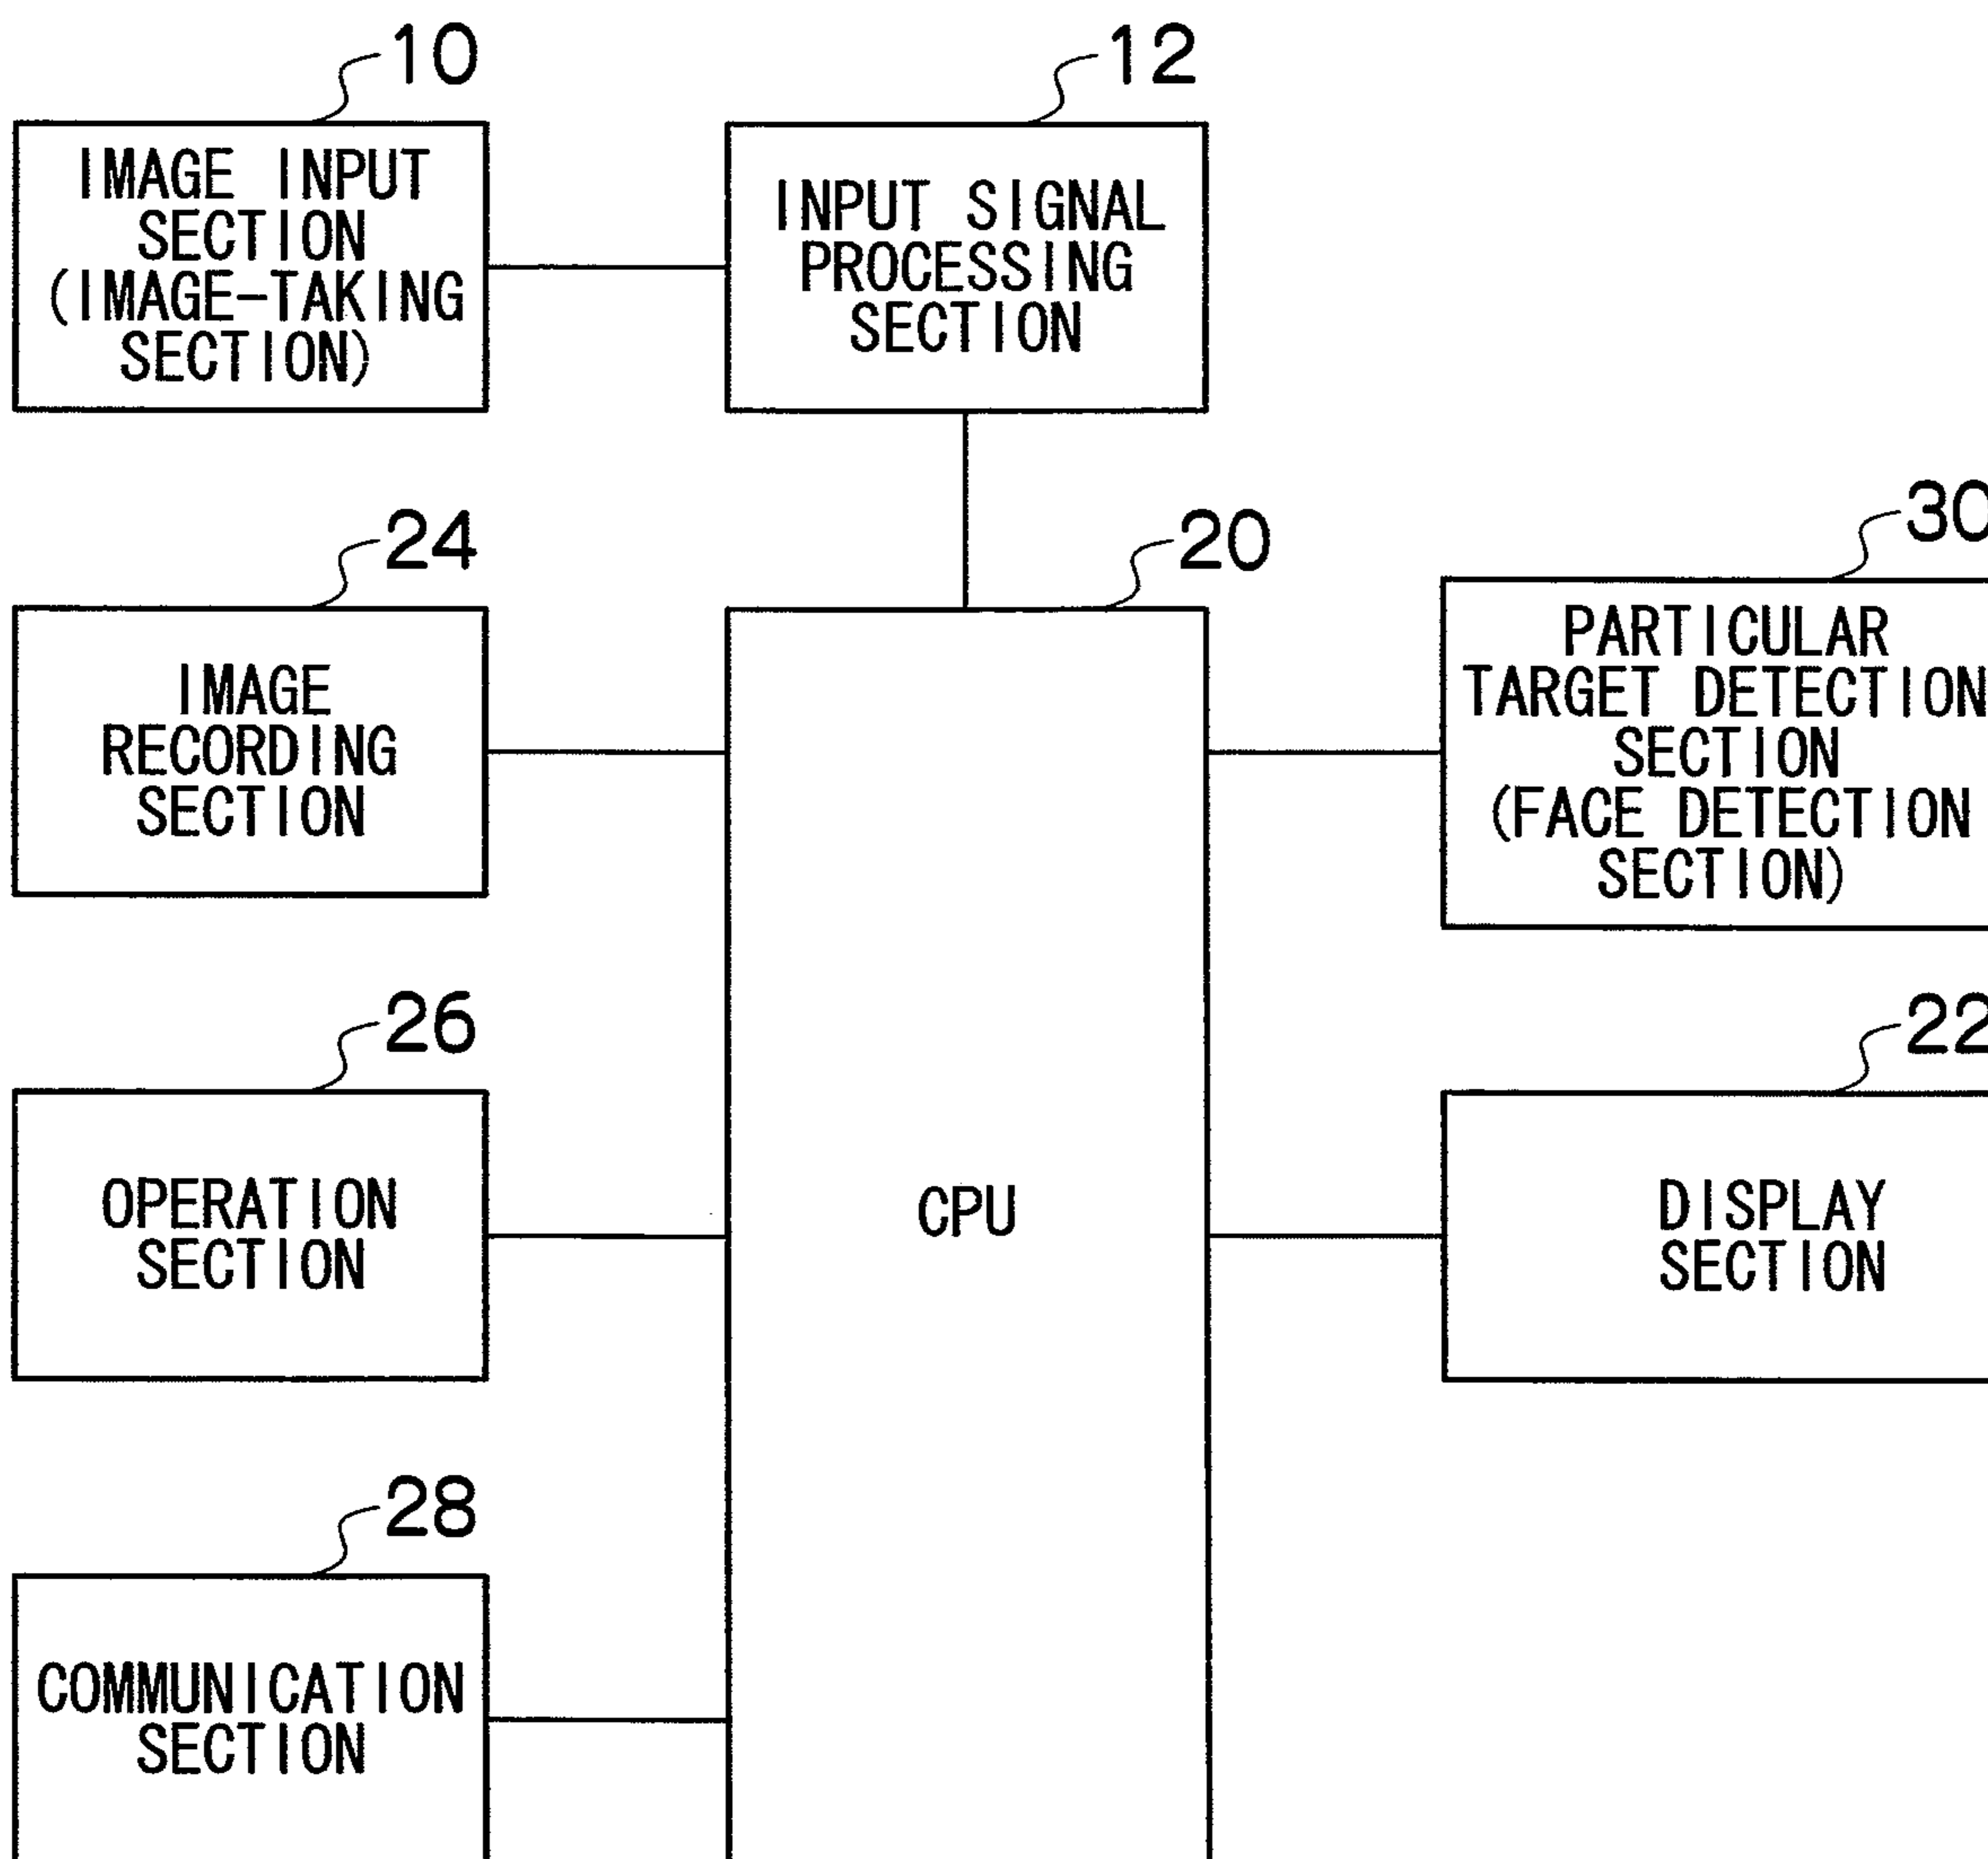 10
IMAGE INPUT
SECTION
(IMAGE-TAKING
SECTION)
12
INPUT SIGNAL
PROCESSING
SECTION
24
IMAGE
RECORDING
SECTION
20
CPU
30
PARTICULAR
TARGET DETECTION
SECTION
(FACE DETECTION
SECTION)
26
OPERATION
SECTION
22
DISPLAY
SECTION
28
COMMUNICATION
SECTION